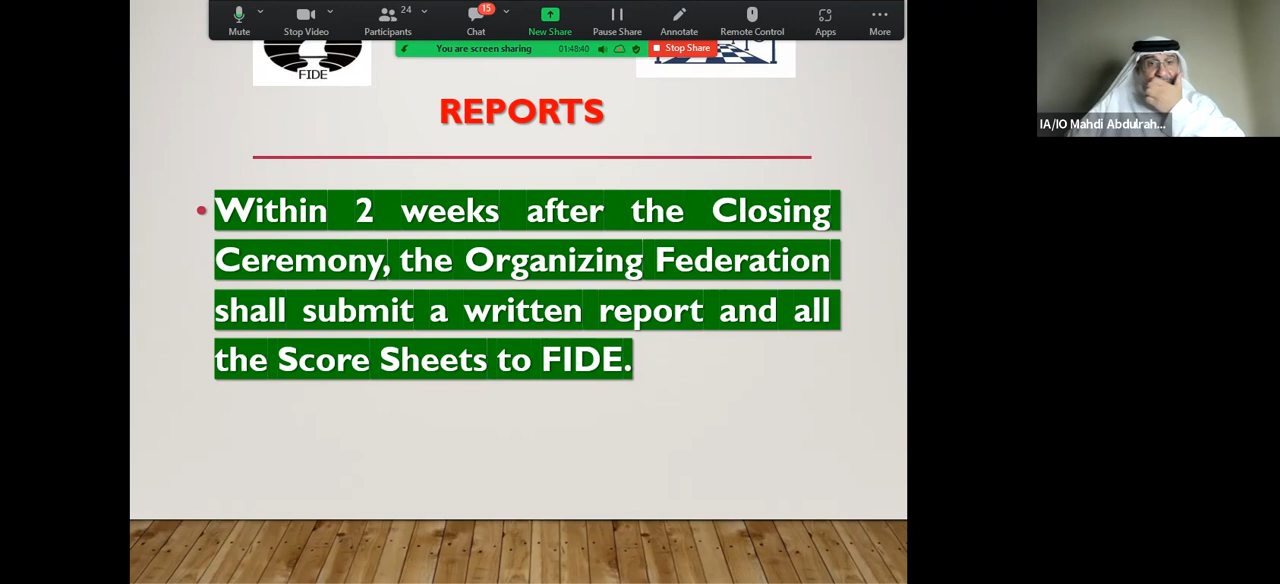 24
15
Mute
Stop Video
Participants
Chat
New Share
Pause Share
Annotate
Remote Control
Apps
More
You are screen sharing
01:48:40
Stop Share
FIDE
IA/IO Mahdi Abdulrah...
REPORTS
• Within 2 weeks after the Closing
Ceremony, the Organizing Federation
shall submit a written report and all
the Score Sheets to FIDE.